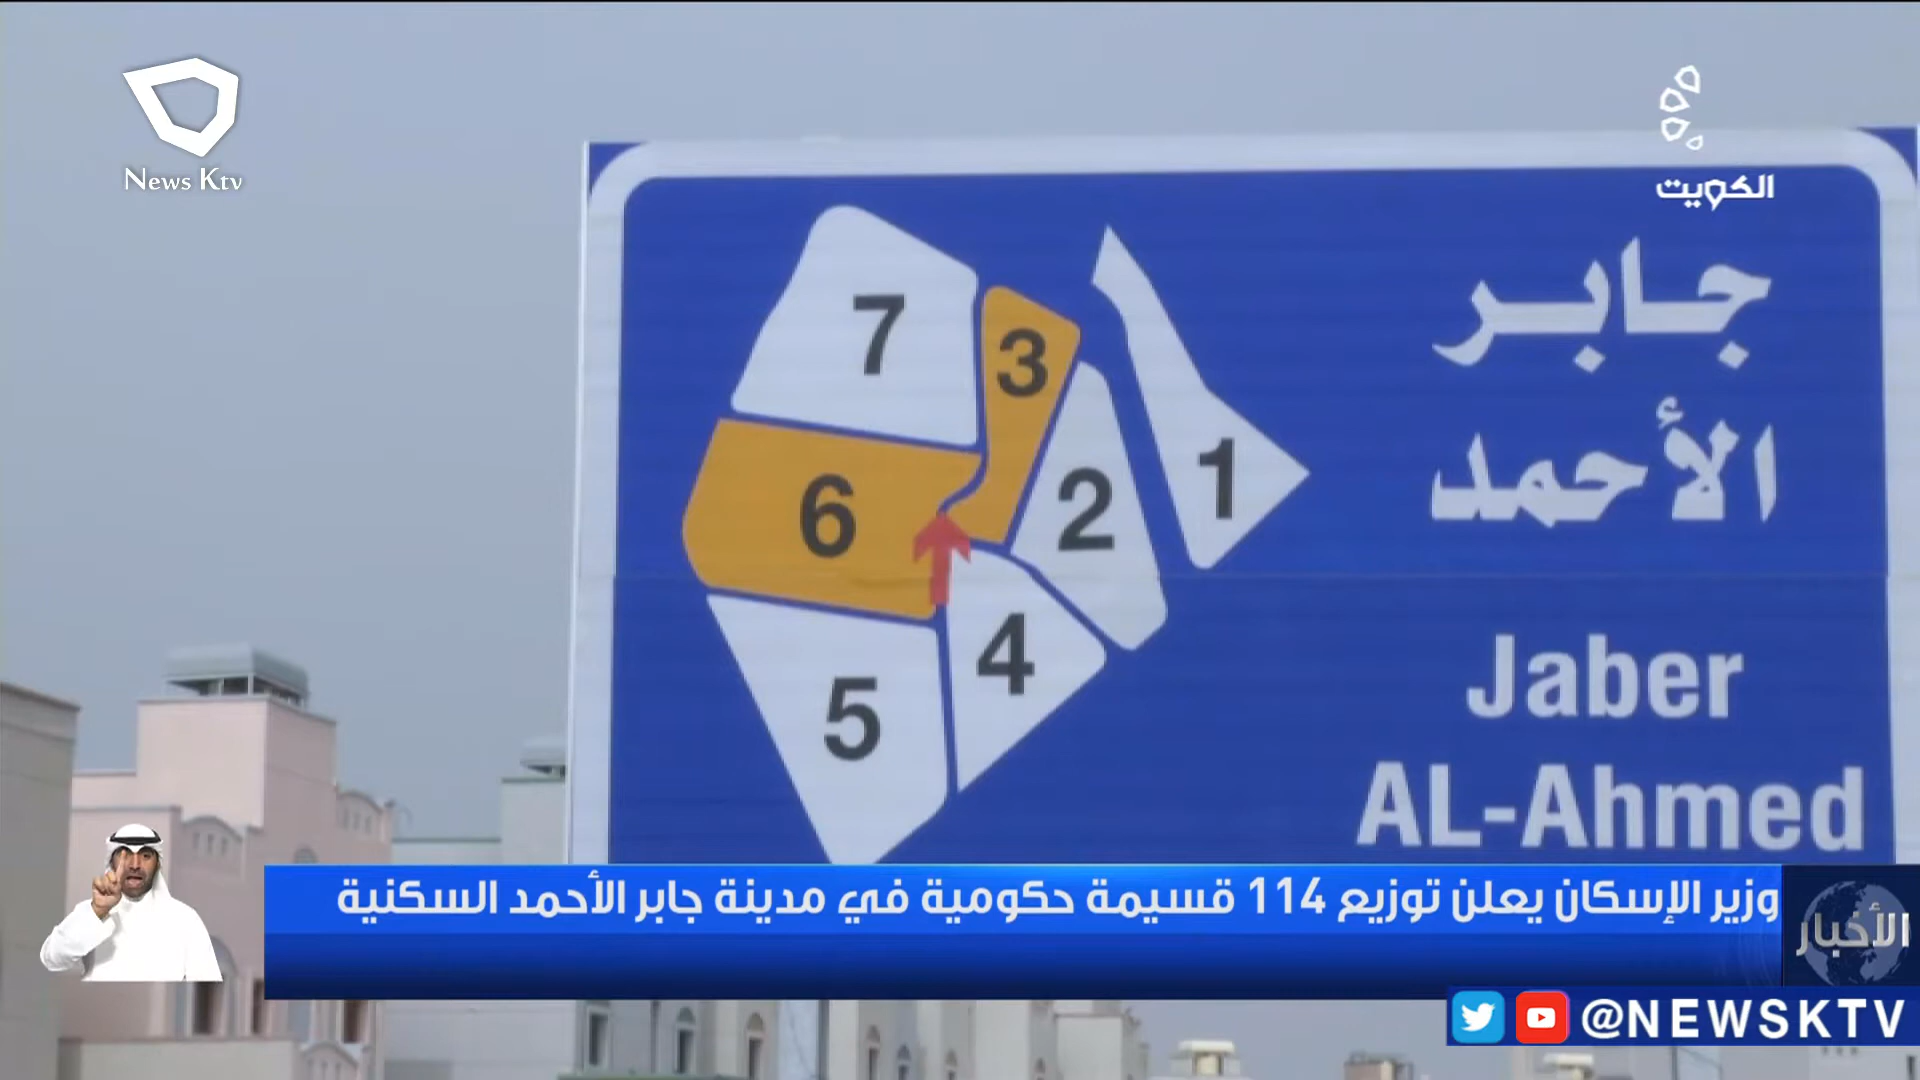 News Ktv
الكويت
جابر
الأحمد
7
3
1
6
2
4
5
Jaber
AL-Ahmed
وزير الإسكان يعلن توزيع 114 قسيمة حكومية في مدينة جابر الأحمد السكنية
الأخبار
@NEWSKTV